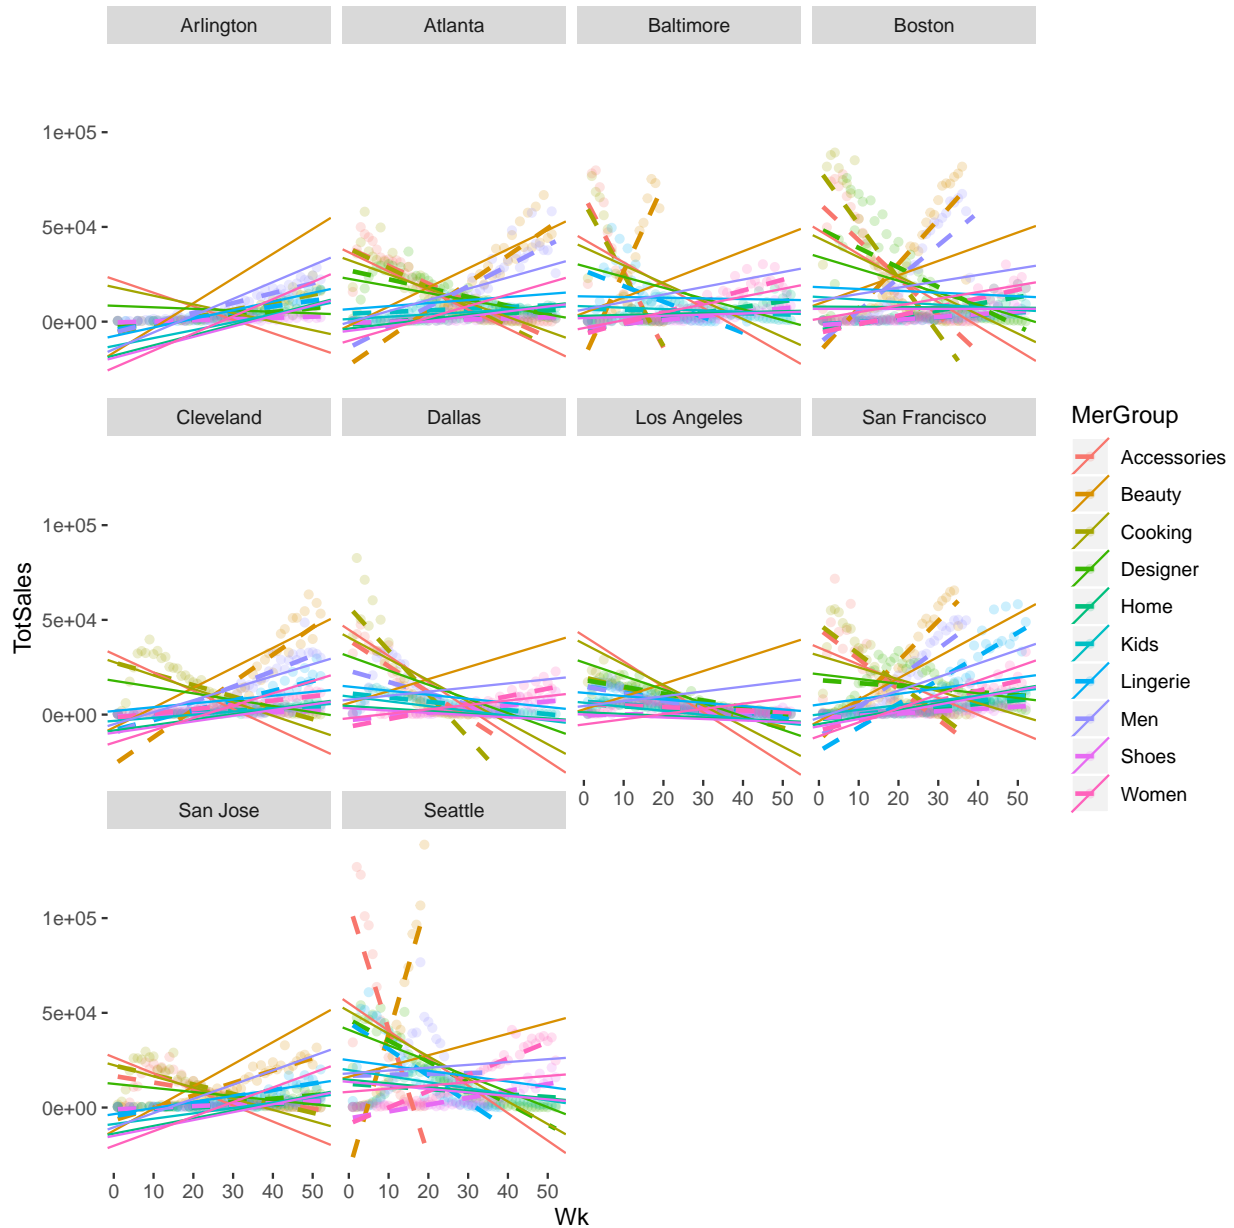 Arlington Atlanta Baltimore Boston
1e+05
5e+04
0e+00
Cleveland Dallas Los Angeles San Francisco
1e+05
5e+04
0e+00
0 10 20 30 40 50 0 10 20 30 40 50
San Jose Seattle
1e+05
5e+04
0e+00
0 10 20 30 40 50 0 10 20 30 40 50
Wk
TotSales
MerGroup
Accessories
Beauty
Cooking
Designer
Home
Kids
Lingerie
Men
Shoes
Women